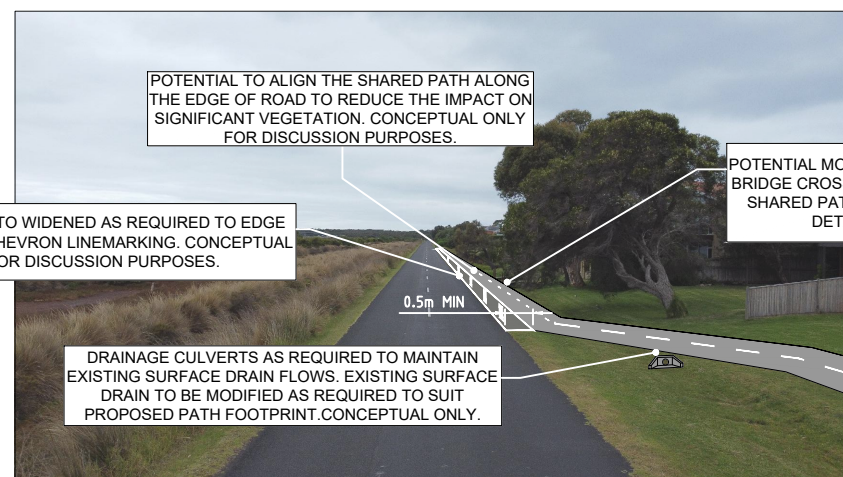 POTENTIAL TO ALIGN THE SHARED PATH ALONG
THE EDGE OF ROAD TO REDUCE THE IMPACT ON
SIGNIFICANT VEGETATION. CONCEPTUAL ONLY
FOR DISCUSSION PURPOSES.
POTENTIAL MO
BRIDGE CROS
SHARED PAT
DET
TO WIDENED AS REQUIRED TO EDGE
HEVRON LINEMARKING. CONCEPTUAL
OR DISCUSSION PURPOSES.
0.5m MIN
DRAINAGE CULVERTS AS REQUIRED TO MAINTAIN
EXISTING SURFACE DRAIN FLOWS. EXISTING SURFACE
DRAIN TO BE MODIFIED AS REQUIRED TO SUIT
PROPOSED PATH FOOTPRINT.CONCEPTUAL ONLY.